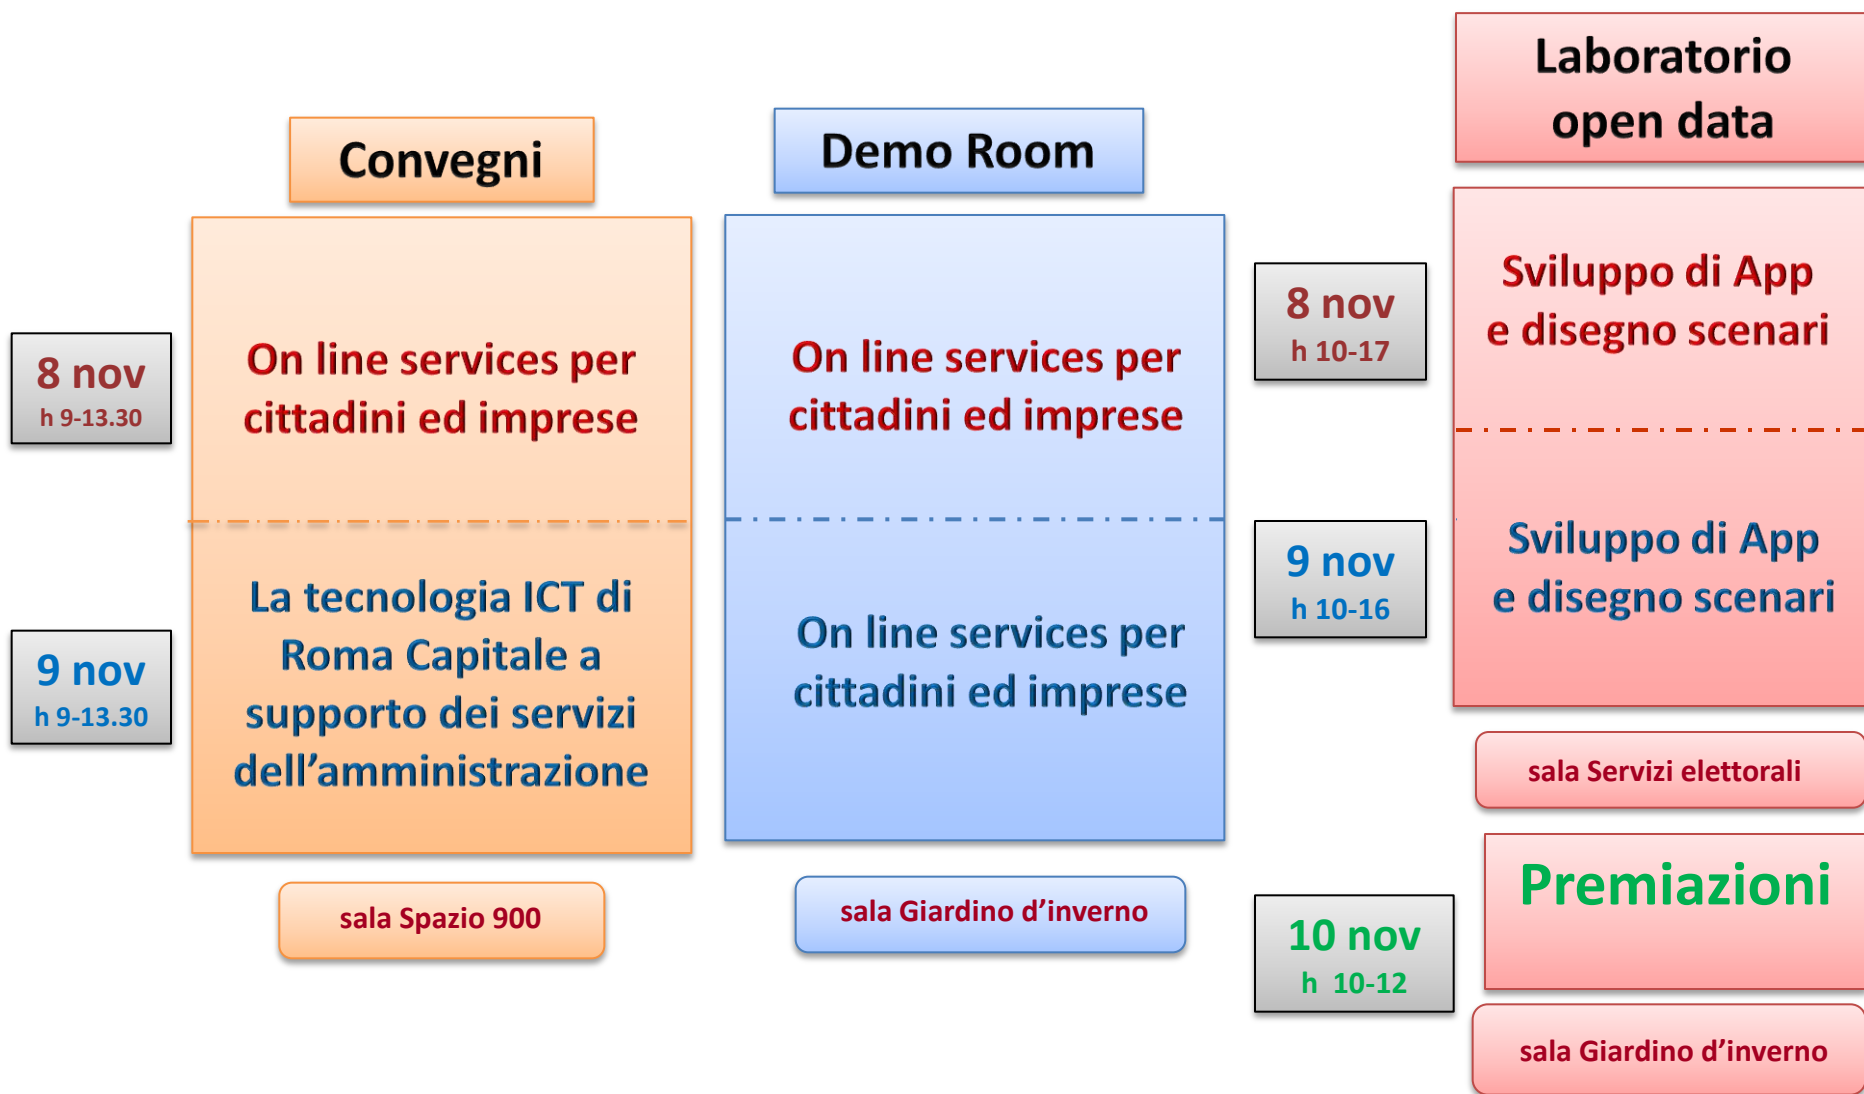 Convegni
8 nov
h 9-13.30
On line services per
cittadini ed imprese
9 nov
h 9-13.30
La tecnologia ICT di
Roma Capitale a
supporto dei servizi
dell’amministrazione
sala Spazio 900
Demo Room
On line services per
cittadini ed imprese
On line services per
cittadini ed imprese
sala Giardino d’inverno
Laboratorio
open data
8 nov
h 10-17
Sviluppo di App
e disegno scenari
9 nov
h 10-16
Sviluppo di App
e disegno scenari
sala Servizi elettorali
10 nov
h 10-12
Premiazioni
sala Giardino d’inverno